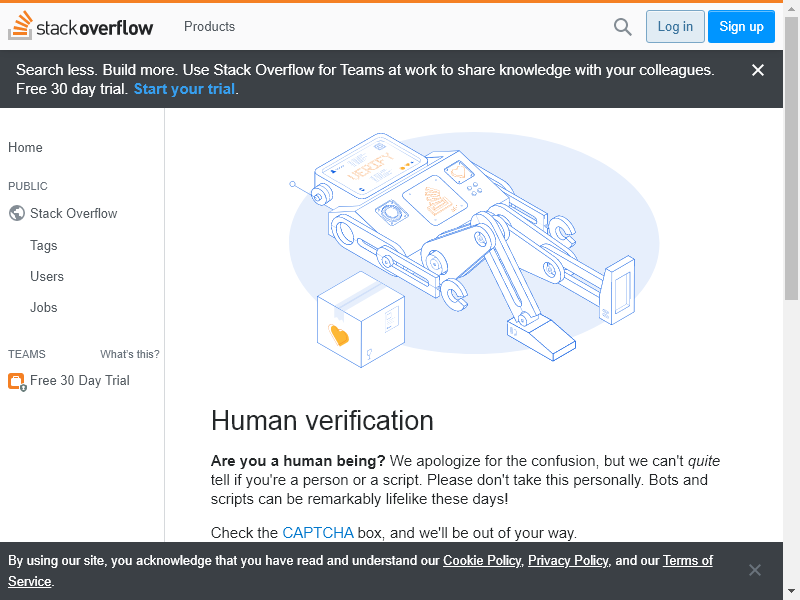 stackoverflow
Products
Log in
Sign up
Search less. Build more. Use Stack Overflow for Teams at work to share knowledge with your colleagues.
Free 30 day trial. Start your trial.
Home
PUBLIC
Stack Overflow
Tags
Users
Jobs
TEAMS
What's this?
Free 30 Day Trial
VERIFY
Human verification
Are you a human being? We apologize for the confusion, but we can't quite
tell if you're a person or a script. Please don't take this personally. Bots and
scripts can be remarkably lifelike these days!
Check the CAPTCHA box, and we'll be out of your way.
By using our site, you acknowledge that you have read and understand our Cookie Policy, Privacy Policy, and our Terms of
Service.